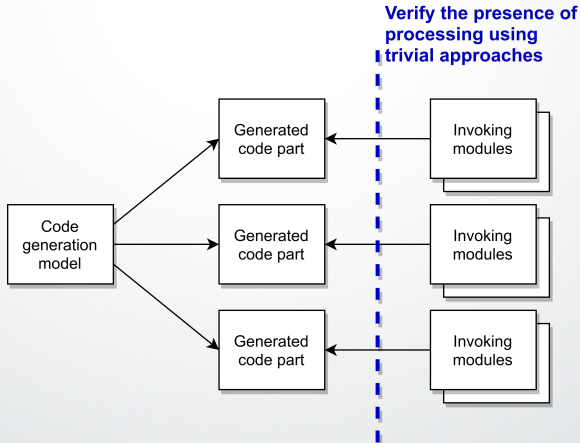 Verify the presence of
processing using
trivial approaches
Generated
code part
Invoking
modules
Code
generation
model
Generated
code part
Invoking
modules
Generated
code part
Invoking
modules